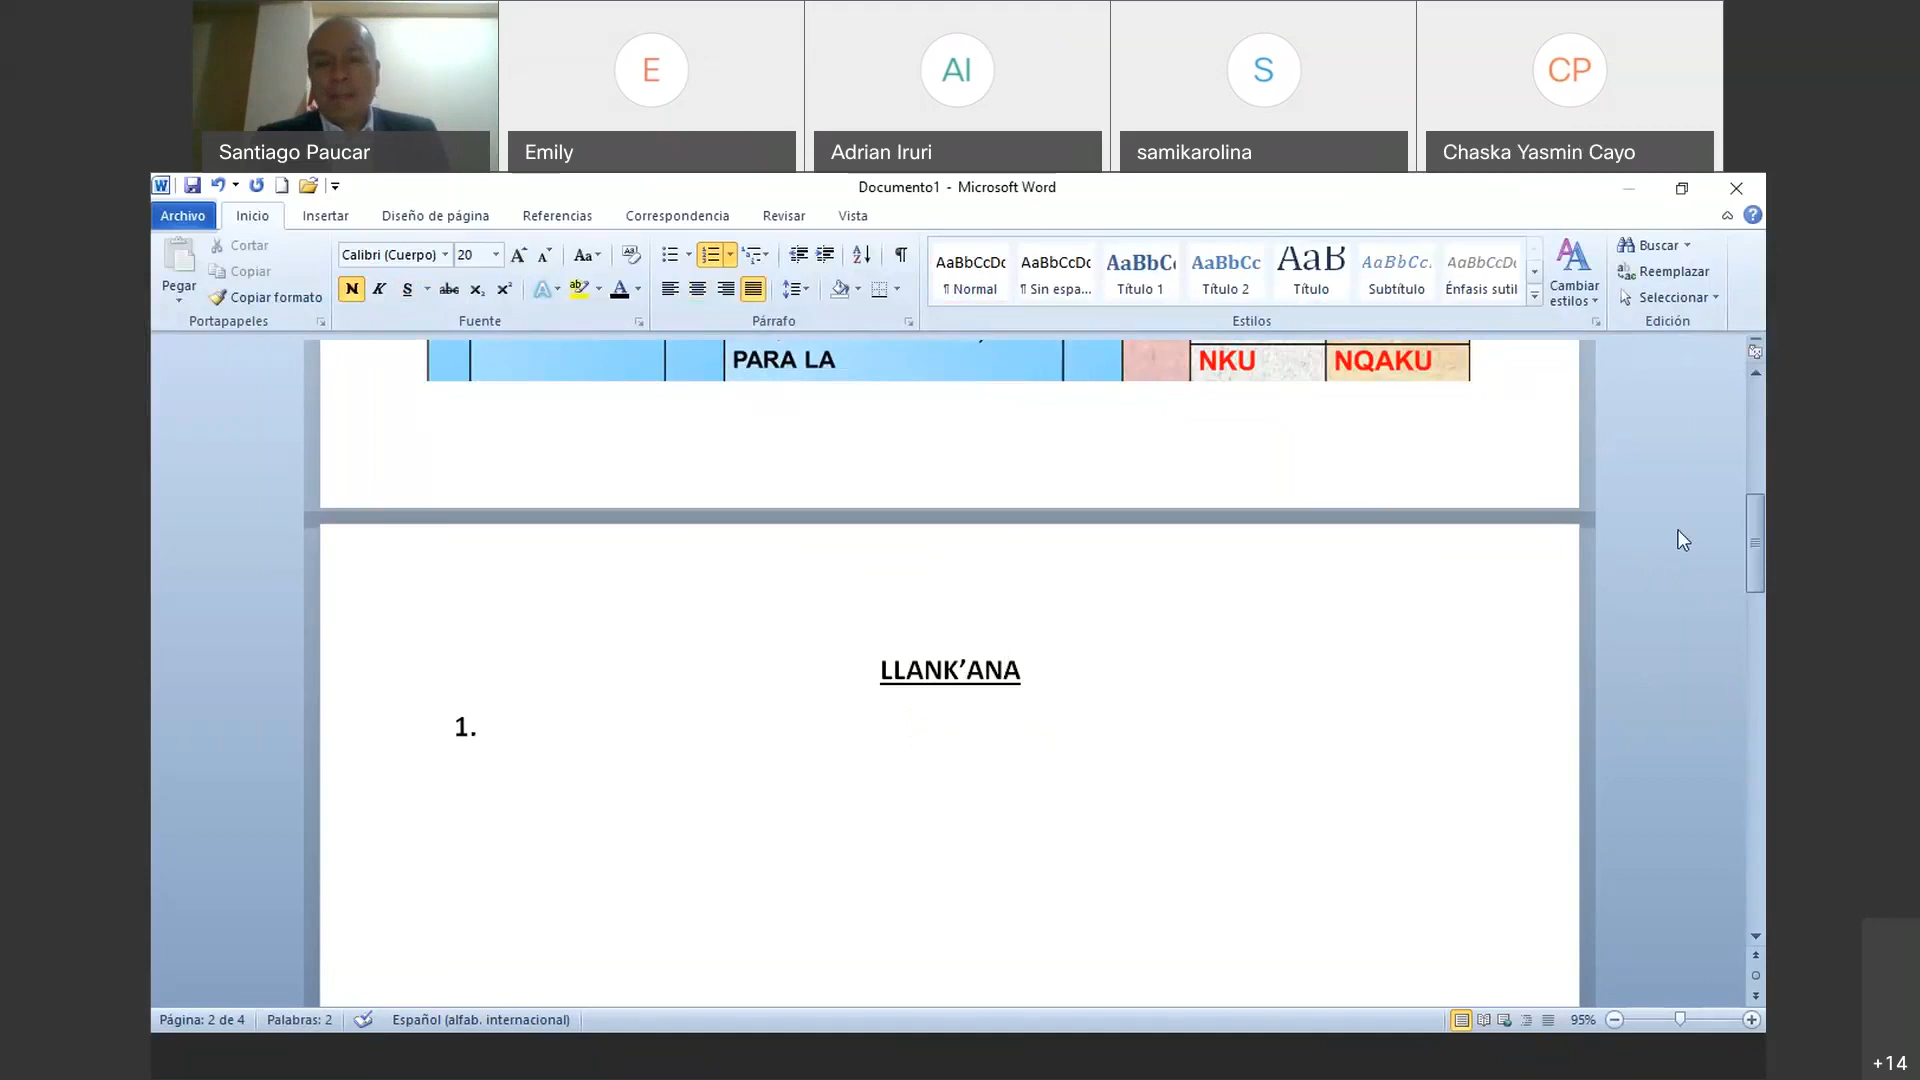 E
AI
S
CP
Santiago Paucar
Emily
Adrian Iruri
samikarolina
Chaska Yasmin Cayo
Documento1 - Microsoft Word
Archivo
Inicio
Insertar
Diseño de página
Referencias
Correspondencia
Revisar
Vista
Pegar
Cortar
Copiar
Copiar formato
Portapapeles
Calibri (Cuerpo)
20
Fuente
Párrafo
AaBbCcDc
¶ Normal
AaBbCcDc
¶ Sin espa...
AaBbC
Título 1
AaBbCc
Título 2
AaB
Título
AaBbCc.
Subtítulo
AaBbCcDc
Énfasis sutil
Cambiar
estilos
Estilos
Buscar
Reemplazar
Seleccionar
Edición
PARA LA
NKU
NQAKU
LLANK’ANA
1.
Página: 2 de 4
Palabras: 2
Español (alfab. internacional)
95%
+14